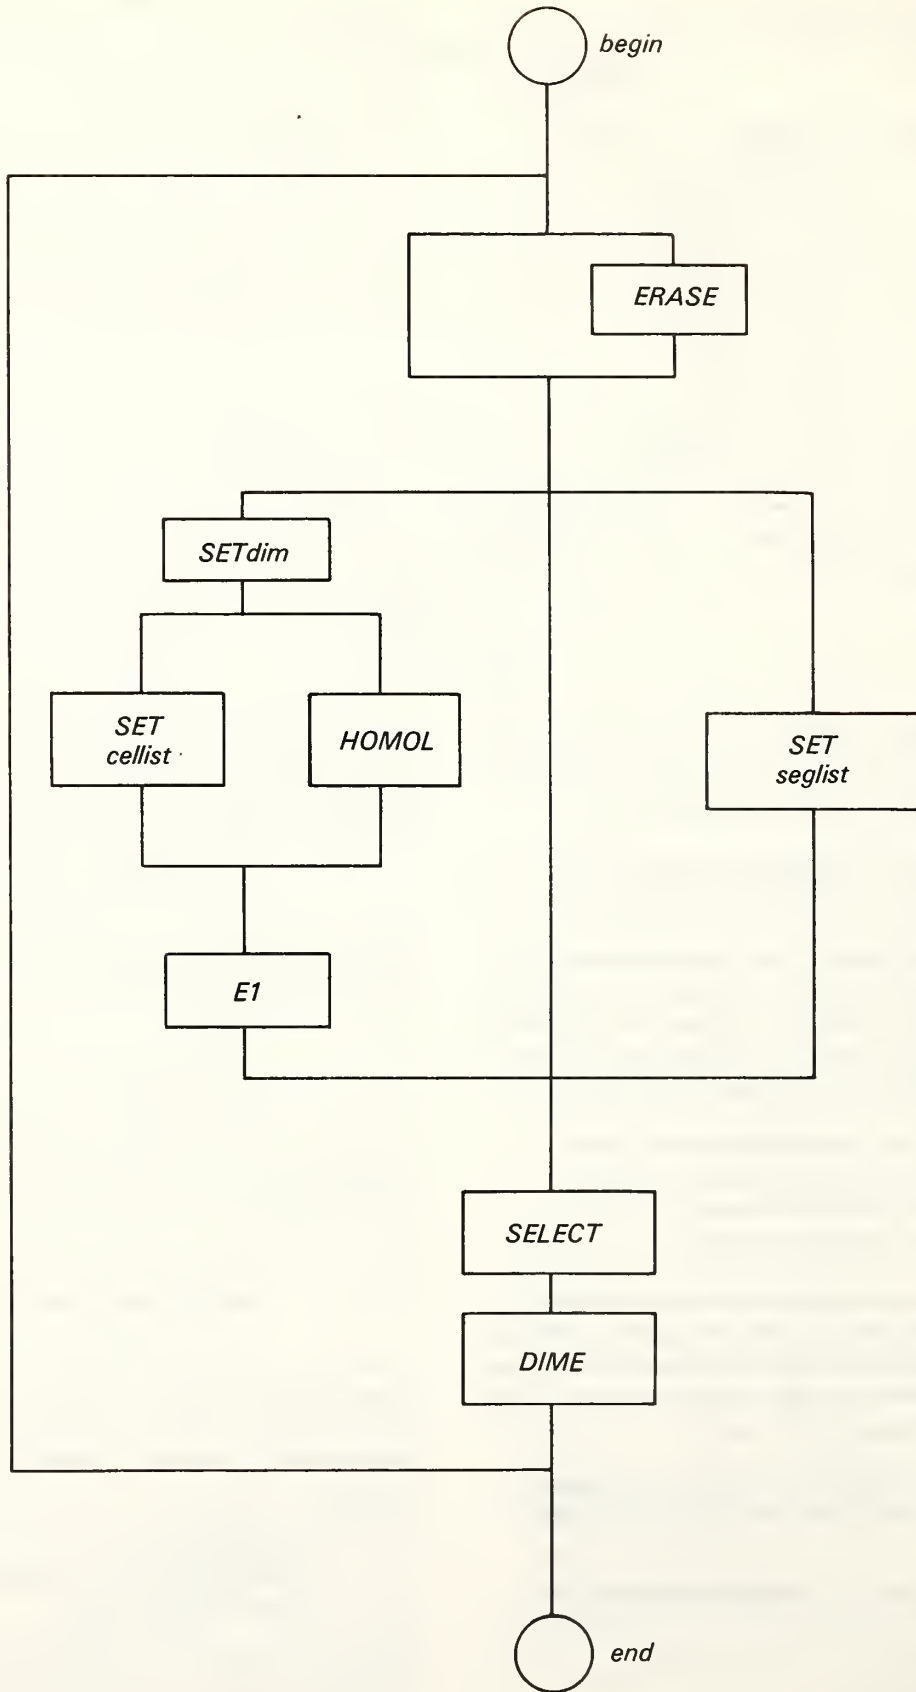 begin
ERASE
SETdim
SET
cellist
HOMOL
SET
seglist
E1
SELECT
DIME
end